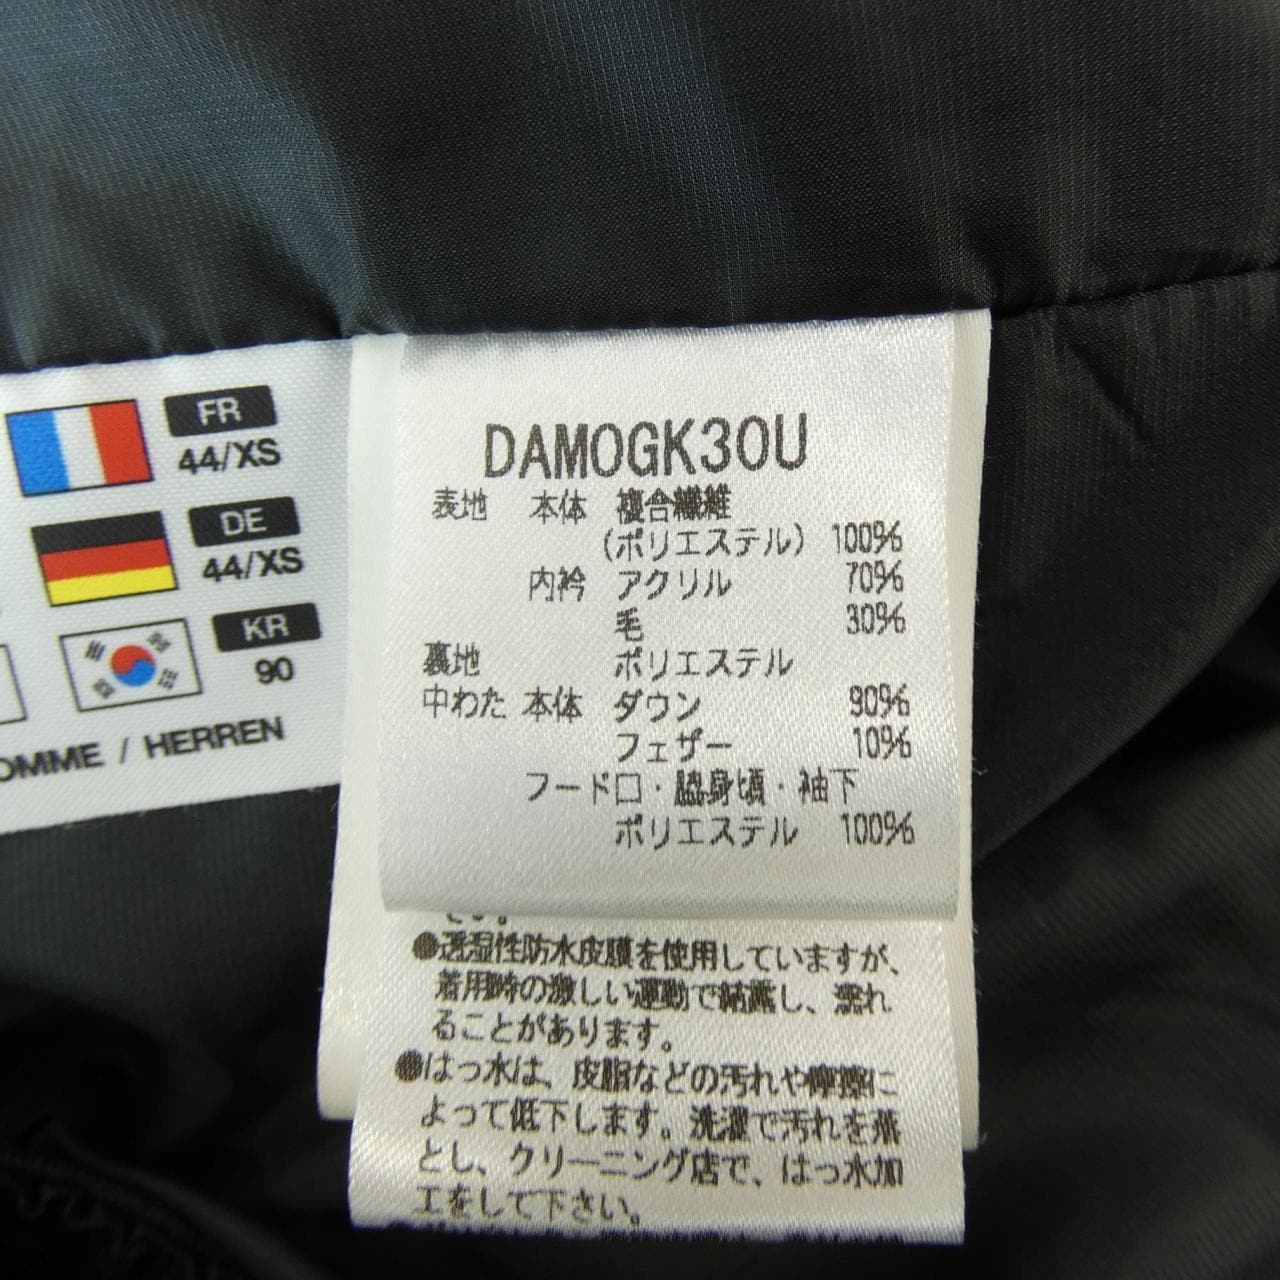 FR
44/XS
DE
44/XS
KR
90
OMME / HERREN
DAMOGK30U
表地 本体 複合繊維
(ポリエステル) 100%
内衿 アクリル 70%
毛 30%
裏地 ポリエステル
中わた 本体 ダウン 90%
フェザー 10%
フード口・脇身頃・袖下
ポリエステル 100%
さい。
●透湿性防水皮膜を使用していますが、
着用時の激しい運動で結露し、濡れ
ることがあります。
●はっ水は、皮脂などの汚れや摩擦に
よって低下します。洗濯で汚れを落
とし、クリーニング店で、はっ水加
工をして下さい。